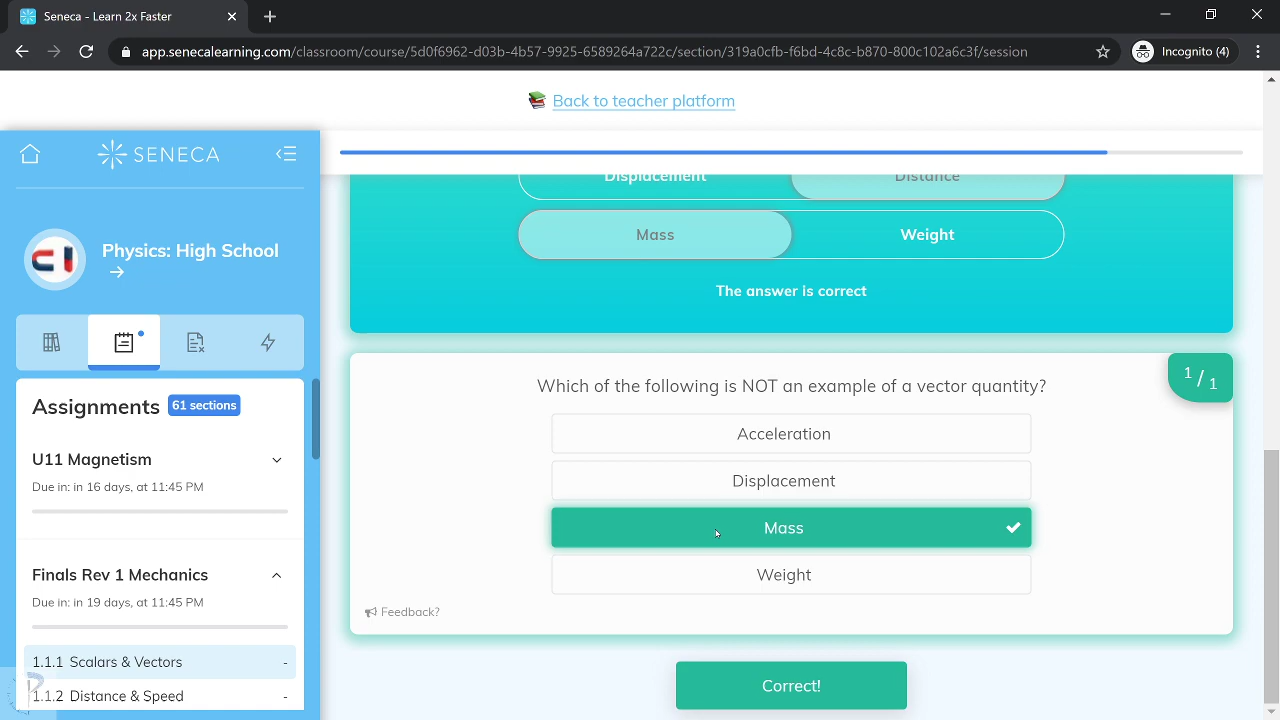 Seneca - Learn 2x Faster
app.senecalearning.com/classroom/course/5d0f6962-d03b-4b57-9925-6589264a722c/section/319a0cfb-f6bd-4c8c-b870-800c102a6c3f/session
Incognito (4)
Back to teacher platform
SENECA
Physics: High School
Assignments 61 sections
U11 Magnetism
Due in: in 16 days, at 11:45 PM
Finals Rev 1 Mechanics
Due in: in 19 days, at 11:45 PM
1.1.1 Scalars & Vectors -
1.1.2 Distance & Speed -
Displacement Distance
Mass Weight
The answer is correct
1 / 1
Which of the following is NOT an example of a vector quantity?
Acceleration
Displacement
Mass
Weight
Feedback?
Correct!